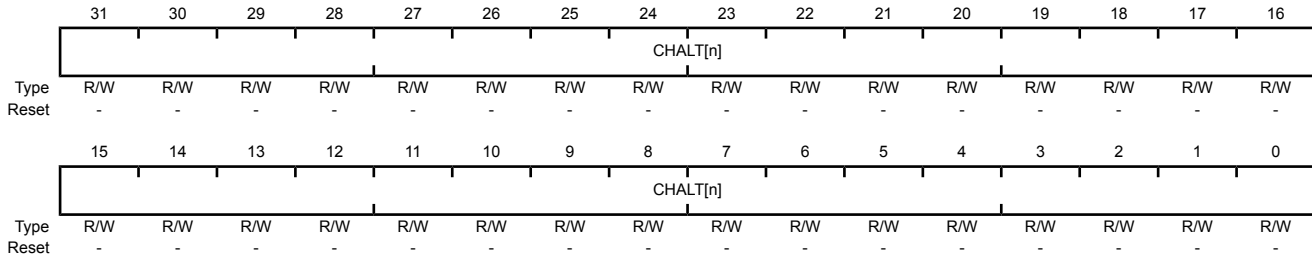 31 30 29 28 27 26 25 24 23 22 21 20 19 18 17 16
CHALT[n]
Type R/W R/W R/W R/W R/W R/W R/W R/W R/W R/W R/W R/W R/W R/W R/W R/W
Reset - - - - - - - - - - - - - - - -
15 14 13 12 11 10 9 8 7 6 5 4 3 2 1 0
CHALT[n]
Type R/W R/W R/W R/W R/W R/W R/W R/W R/W R/W R/W R/W R/W R/W R/W R/W
Reset - - - - - - - - - - - - - - - -